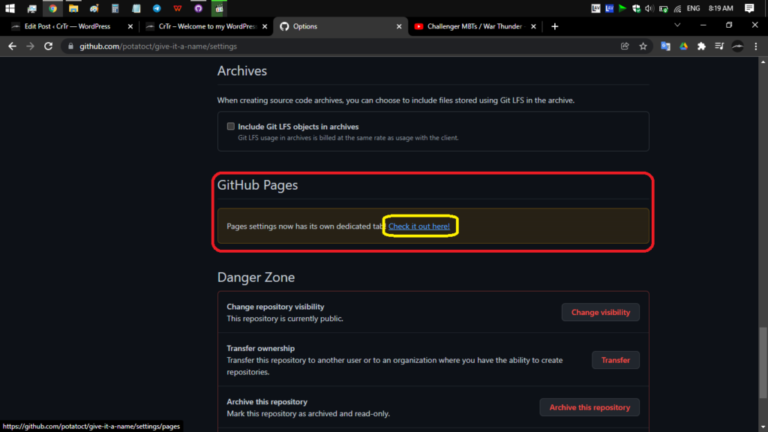 ENG 8:19 AM
Edit Post ‹ CrTr — WordPress
CrTr – Welcome to my WordPress
Options
Challenger MBTs / War Thunder
github.com/potatoct/give-it-a-name/settings
Archives
When creating source code archives, you can choose to include files stored using Git LFS in the archive.
Include Git LFS objects in archives
Git LFS usage in archives is billed at the same rate as usage with the client.
GitHub Pages
Pages settings now has its own dedicated tab! Check it out here!
Danger Zone
Change repository visibility
This repository is currently public.
Change visibility
Transfer ownership
Transfer this repository to another user or to an organization where you have the ability to create
repositories.
Transfer
Archive this repository
Mark this repository as archived and read-only.
Archive this repository
https://github.com/potatoct/give-it-a-name/settings/pages